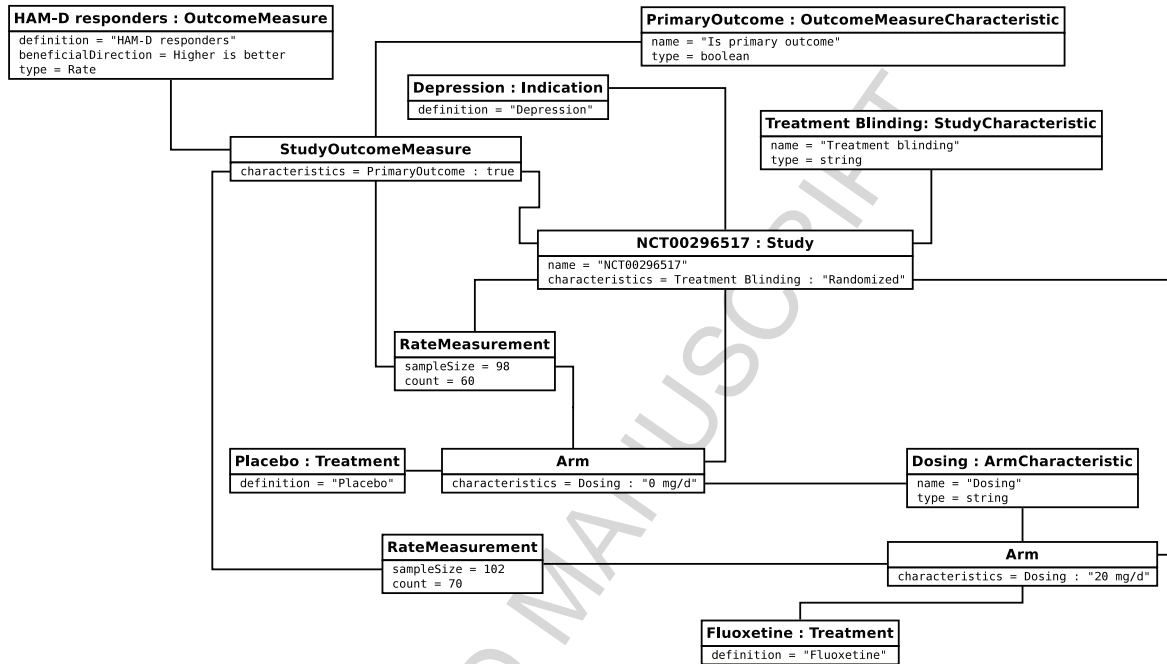 HAM-D responders : OutcomeMeasure
definition = "HAM-D responders"
beneficialDirection = Higher is better
type = Rate
PrimaryOutcome : OutcomeMeasureCharacteristic
name = "Is primary outcome"
type = boolean
Depression : Indication
definition = "Depression"
Treatment Blinding: StudyCharacteristic
name = "Treatment blinding"
type = string
StudyOutcomeMeasure
characteristics = PrimaryOutcome : true
NCT00296517 : Study
name = "NCT00296517"
characteristics = Treatment Blinding : "Randomized"
RateMeasurement
sampleSize = 98
count = 60
Placebo : Treatment
definition = "Placebo"
Arm
characteristics = Dosing : "0 mg/d"
Dosing : ArmCharacteristic
name = "Dosing"
type = string
RateMeasurement
sampleSize = 102
count = 70
Arm
characteristics = Dosing : "20 mg/d"
Fluoxetine : Treatment
definition = "Fluoxetine"
MANUSCRIPT